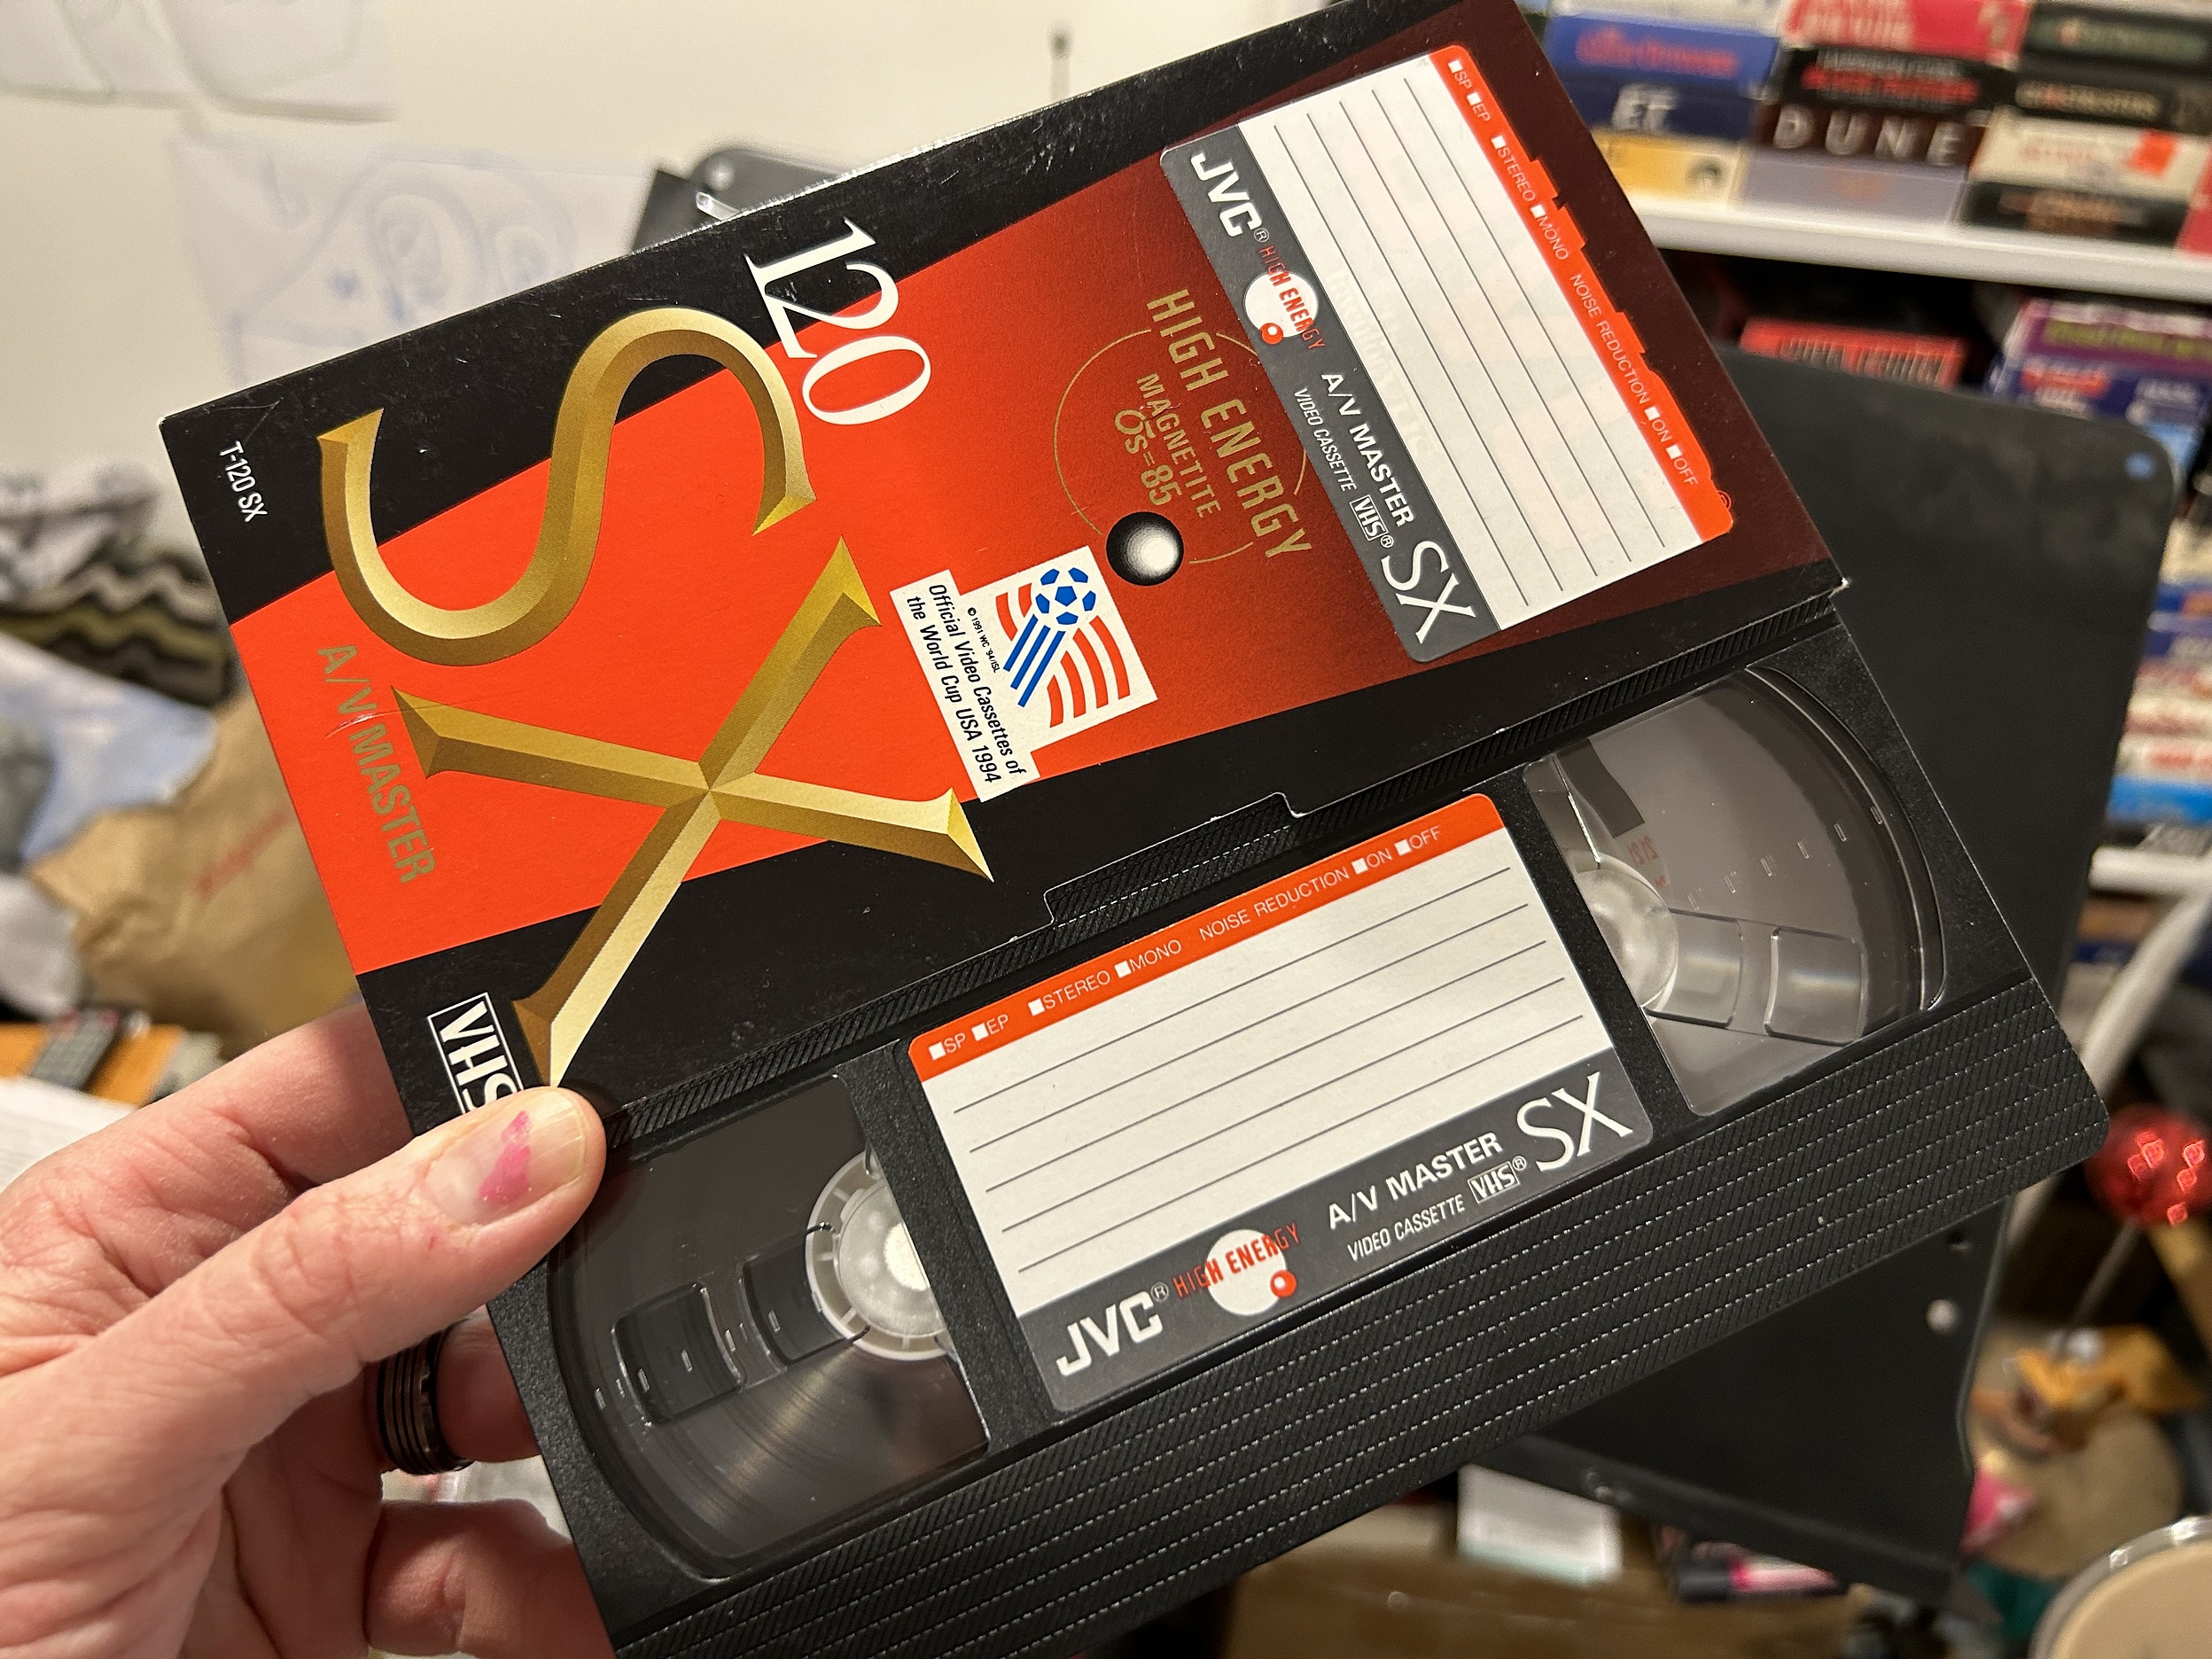 T-120 SX
SX
A/V MASTER
120
VHS
HIGH ENERGY
MAGNETITE
Ōs=85
© 1991 WC '94/ISL
Official Video Cassettes of
the World Cup USA 1994
SP EP STEREO MONO NOISE REDUCTION ON OFF
JVC® HIGH ENERGY A/V MASTER SX
VIDEO CASSETTE VHS®
SP EP STEREO MONO NOISE REDUCTION ON OFF
JVC® HIGH ENERGY A/V MASTER SX
VIDEO CASSETTE VHS®
E.T.
DUNE